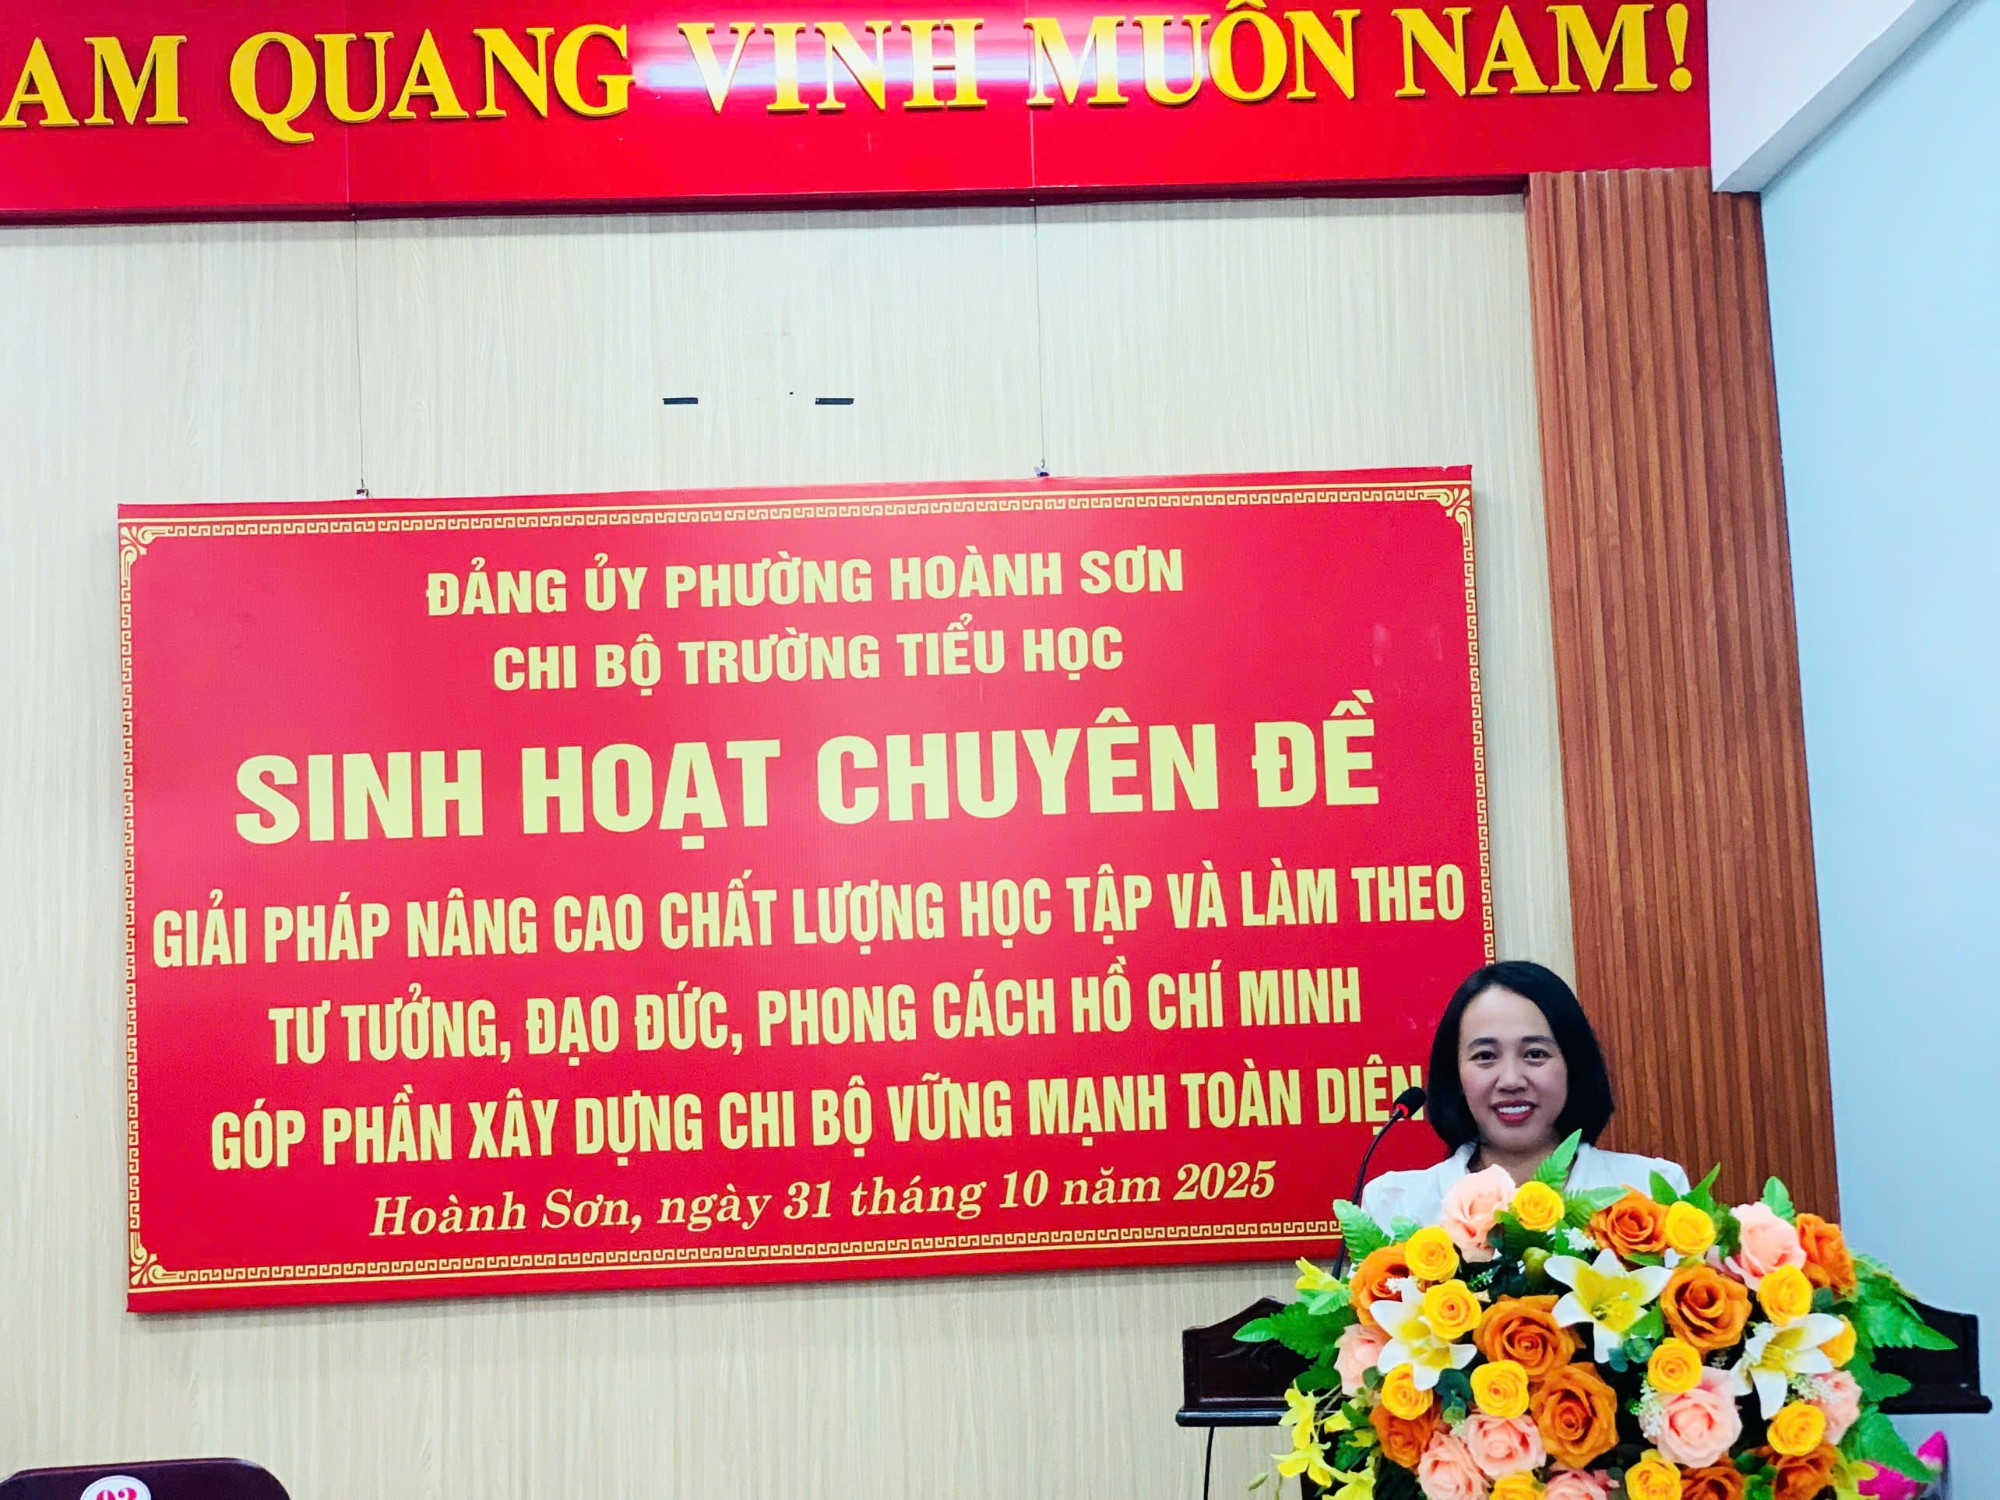 AM QUANG VINH MUÔN NAM!
ĐẢNG ỦY PHƯỜNG HOÀNH SƠN
CHI BỘ TRƯỜNG TIỂU HỌC
SINH HOẠT CHUYÊN ĐỀ
GIẢI PHÁP NÂNG CAO CHẤT LƯỢNG HỌC TẬP VÀ LÀM THEO
TƯ TƯỞNG, ĐẠO ĐỨC, PHONG CÁCH HỒ CHÍ MINH
GÓP PHẦN XÂY DỰNG CHI BỘ VỮNG MẠNH TOÀN DIỆN
Hoành Sơn, ngày 31 tháng 10 năm 2025